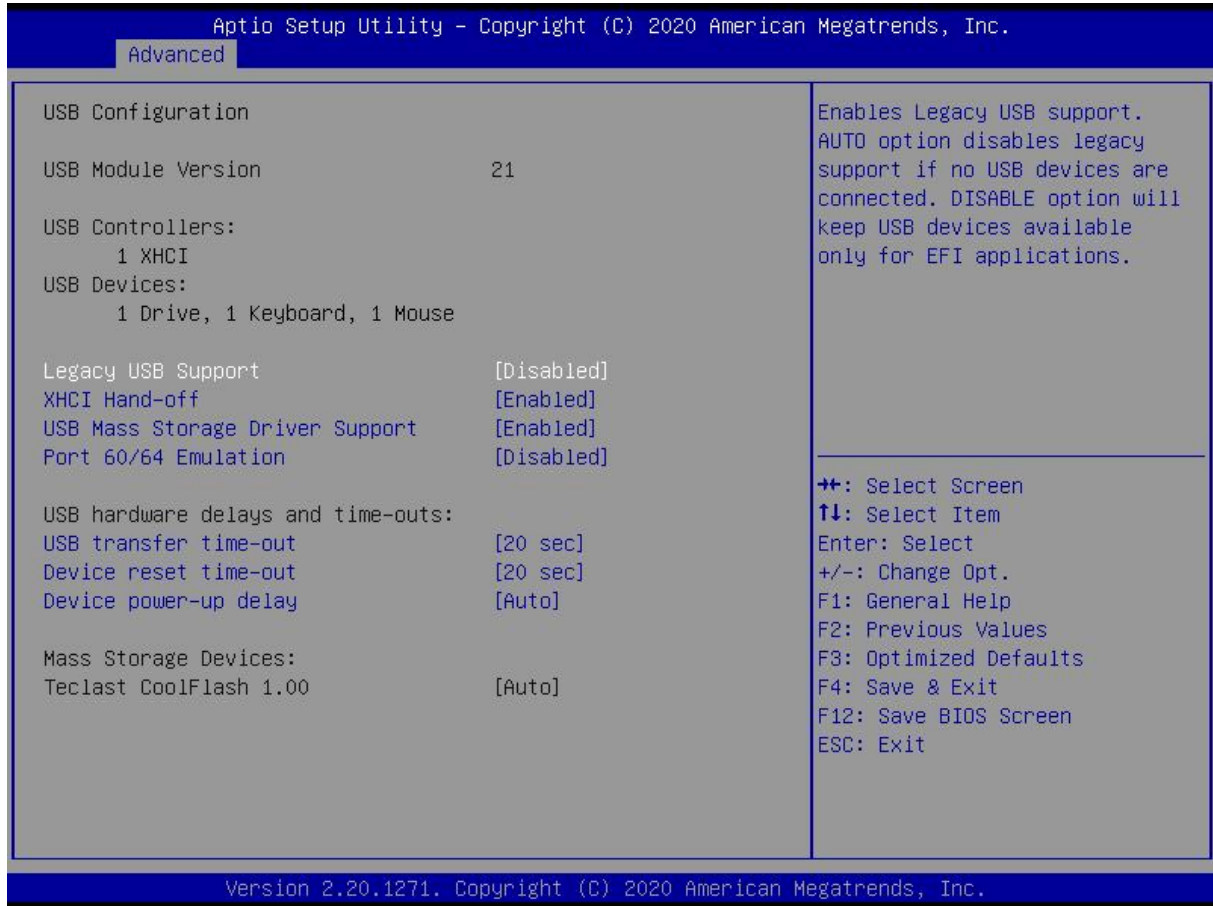 Aptio Setup Utility – Copyright (C) 2020 American Megatrends, Inc.
Advanced
USB Configuration
USB Module Version 21
USB Controllers:
1 XHCI
USB Devices:
1 Drive, 1 Keyboard, 1 Mouse
Legacy USB Support [Disabled]
XHCI Hand-off [Enabled]
USB Mass Storage Driver Support [Enabled]
Port 60/64 Emulation [Disabled]
USB hardware delays and time-outs:
USB transfer time-out [20 sec]
Device reset time-out [20 sec]
Device power-up delay [Auto]
Mass Storage Devices:
Teclast CoolFlash 1.00 [Auto]
Enables Legacy USB support.
AUTO option disables legacy
support if no USB devices are
connected. DISABLE option will
keep USB devices available
only for EFI applications.
→←: Select Screen
↑↓: Select Item
Enter: Select
+/-: Change Opt.
F1: General Help
F2: Previous Values
F3: Optimized Defaults
F4: Save & Exit
F12: Save BIOS Screen
ESC: Exit
Version 2.20.1271. Copyright (C) 2020 American Megatrends, Inc.